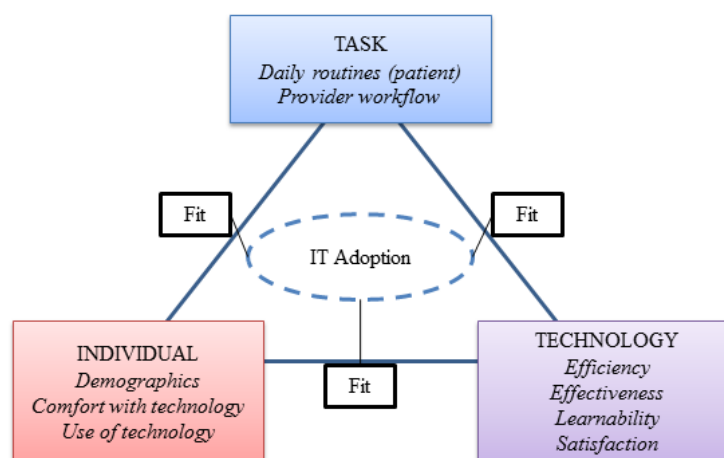 TASK
Daily routines (patient)
Provider workflow
Fit
Fit
IT Adoption
INDIVIDUAL
Demographics
Comfort with technology
Use of technology
Fit
TECHNOLOGY
Efficiency
Effectiveness
Learnability
Satisfaction